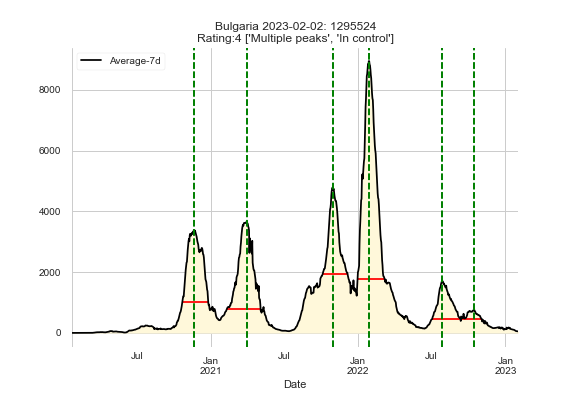 Bulgaria 2023-02-02: 1295524
Rating:4 ['Multiple peaks', 'In control']
Average-7d
8000
6000
4000
2000
0
Jul
Jan
2021
Jul
Jan
2022
Jul
Jan
2023
Date